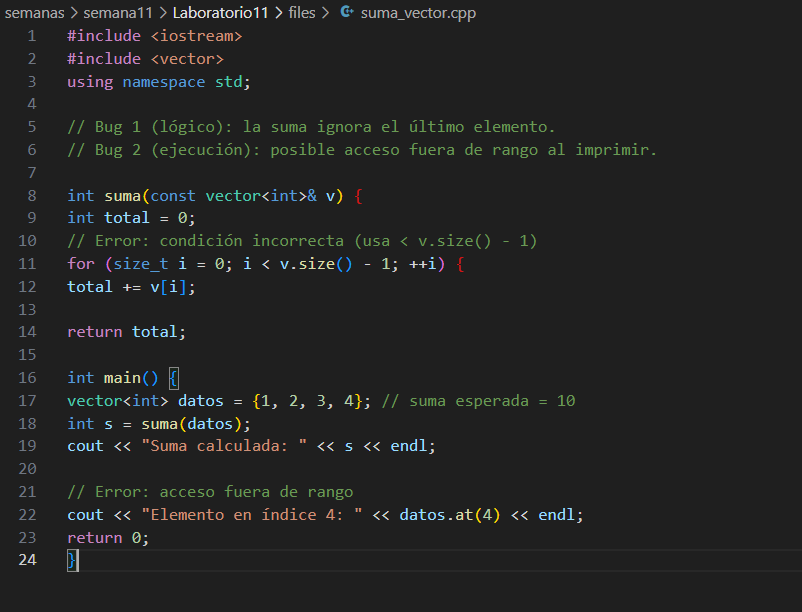 semanas > semana11 > Laboratorio11 > files > suma_vector.cpp
1 #include <iostream>
2 #include <vector>
3 using namespace std;
4
5 // Bug 1 (lógico): la suma ignora el último elemento.
6 // Bug 2 (ejecución): posible acceso fuera de rango al imprimir.
7
8 int suma(const vector<int>& v) {
9 int total = 0;
10 // Error: condición incorrecta (usa < v.size() - 1)
11 for (size_t i = 0; i < v.size() - 1; ++i) {
12 total += v[i];
13
14 return total;
15
16 int main() {
17 vector<int> datos = {1, 2, 3, 4}; // suma esperada = 10
18 int s = suma(datos);
19 cout << "Suma calculada: " << s << endl;
20
21 // Error: acceso fuera de rango
22 cout << "Elemento en índice 4: " << datos.at(4) << endl;
23 return 0;
24 }